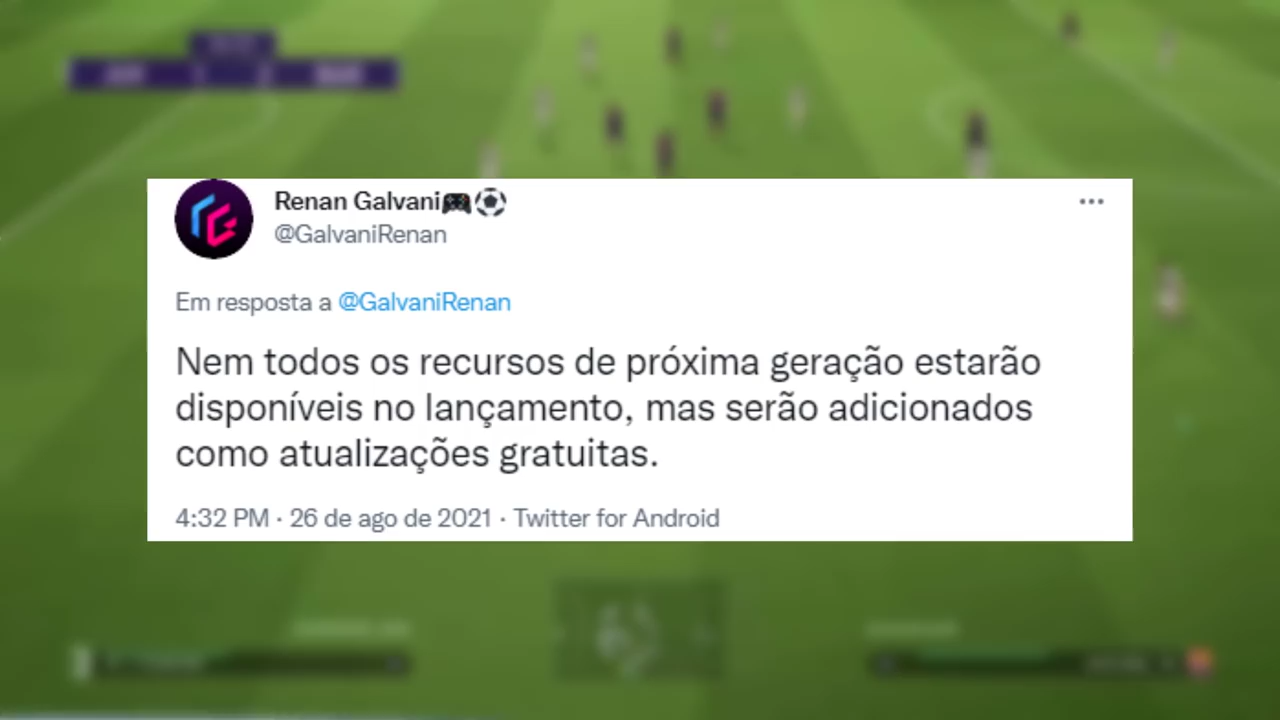 Renan Galvani🎮⚽
@GalvaniRenan
Em resposta a @GalvaniRenan
Nem todos os recursos de próxima geração estarão
disponíveis no lançamento, mas serão adicionados
como atualizações gratuitas.
4:32 PM · 26 de ago de 2021 · Twitter for Android